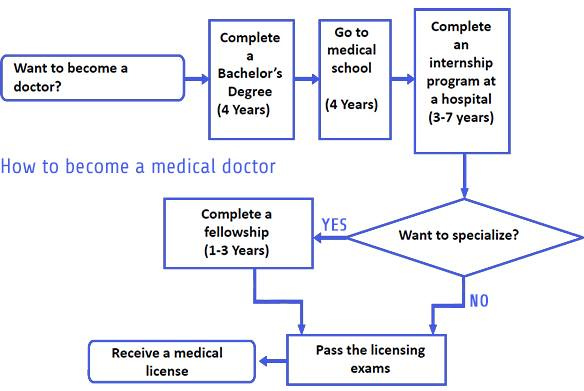 Want to become a
doctor?
Complete
a
Bachelor's
Degree
(4 Years)
Go to
medical
school
(4 Years)
Complete
an
internship
program at
a hospital
(3-7 years)
How to become a medical doctor
Want to specialize?
YES
Complete a
fellowship
(1-3 Years)
NO
Pass the licensing
exams
Receive a medical
license